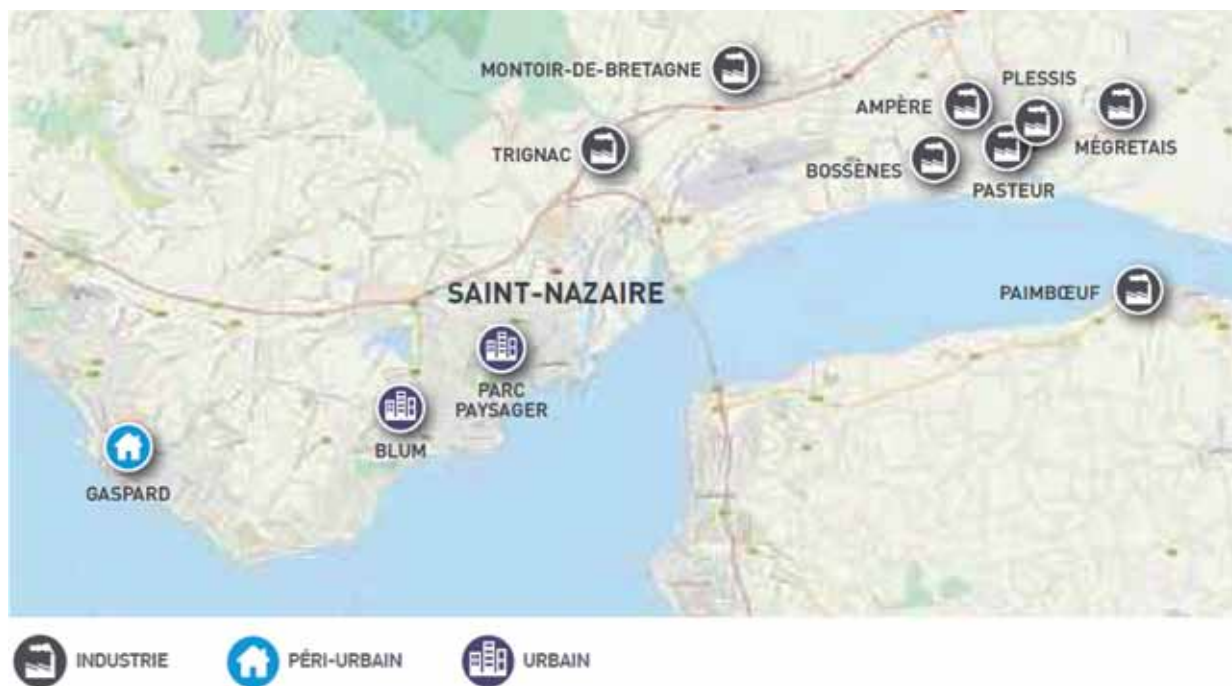 MONTOIR-DE-BRETAGNE
PLESSIS
AMPÈRE
TRIGNAC
MÉGRETAIS
BOSSÈNES
PASTEUR
SAINT-NAZAIRE
PAIMBŒUF
PARC
PAYSAGER
BLUM
GASPARD
INDUSTRIE
PÉRI-URBAIN
URBAIN